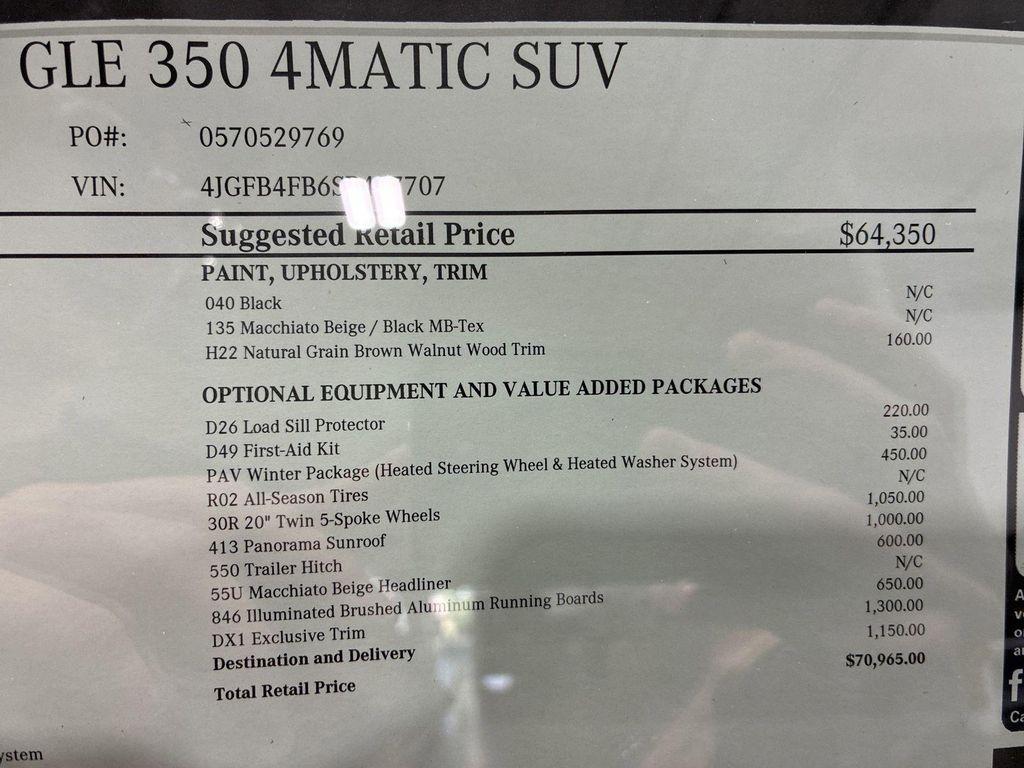 GLE 350 4MATIC SUV
PO#: 0570529769
VIN: 4JGFB4FB6 707
Suggested Retail Price $64,350
PAINT, UPHOLSTERY, TRIM
040 Black N/C
135 Macchiato Beige / Black MB-Tex N/C
H22 Natural Grain Brown Walnut Wood Trim 160.00
OPTIONAL EQUIPMENT AND VALUE ADDED PACKAGES
D26 Load Sill Protector 220.00
D49 First-Aid Kit 35.00
PAV Winter Package (Heated Steering Wheel & Heated Washer System) 450.00
R02 All-Season Tires N/C
30R 20" Twin 5-Spoke Wheels 1,050.00
413 Panorama Sunroof 1,000.00
550 Trailer Hitch 600.00
55U Macchiato Beige Headliner N/C
846 Illuminated Brushed Aluminum Running Boards 650.00
DX1 Exclusive Trim 1,300.00
Destination and Delivery 1,150.00
Total Retail Price $70,965.00
ystem